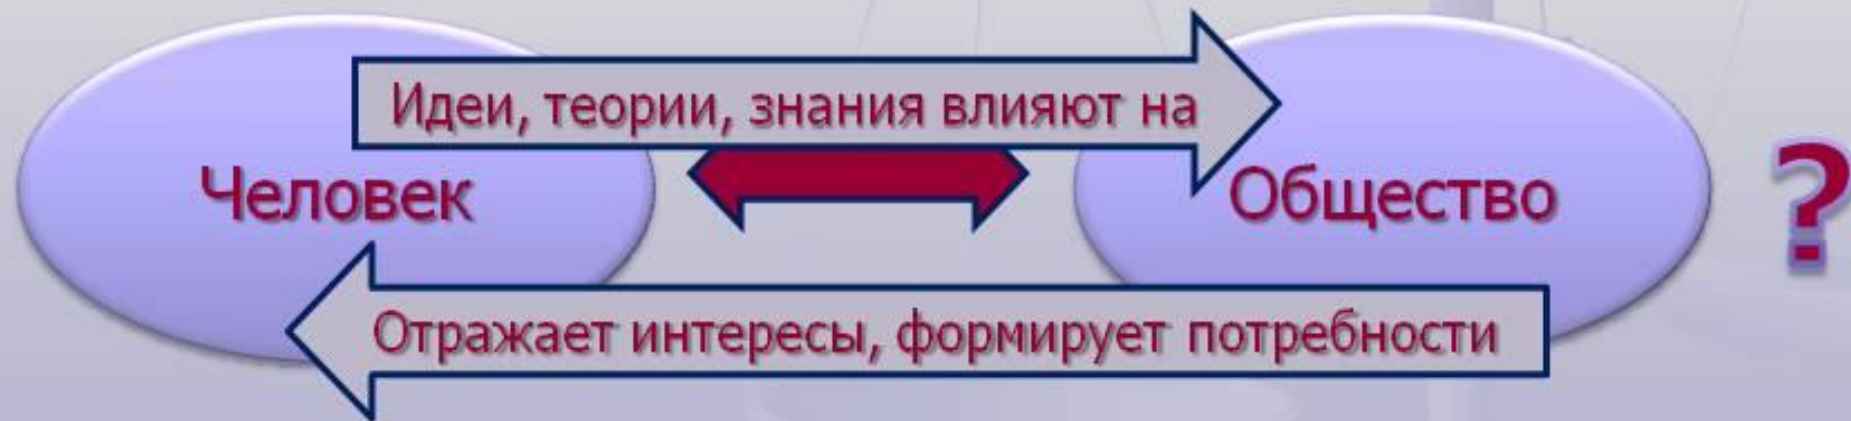 Идеи, теории, знания влияют на
Человек
Общество
?
Отражает интересы, формирует потребности